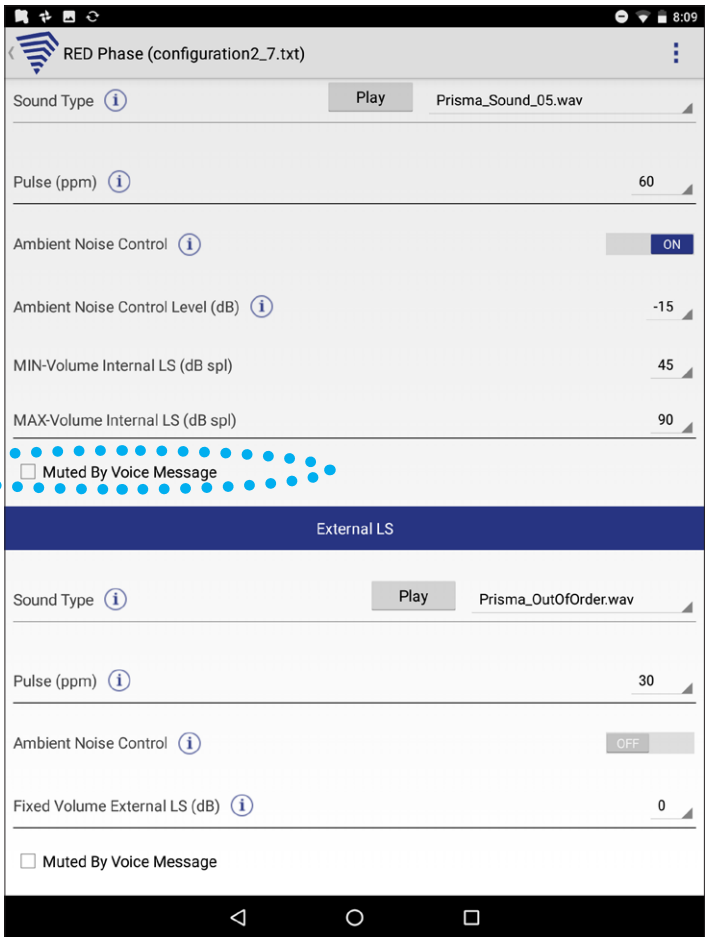 8:09
RED Phase (configuration2_7.txt)
Sound Type i Play Prisma_Sound_05.wav
Pulse (ppm) i 60
Ambient Noise Control i ON
Ambient Noise Control Level (dB) i -15
MIN-Volume Internal LS (dB spl) 45
MAX-Volume Internal LS (dB spl) 90
Muted By Voice Message
External LS
Sound Type i Play Prisma_OutOfOrder.wav
Pulse (ppm) i 30
Ambient Noise Control i OFF
Fixed Volume External LS (dB) i 0
Muted By Voice Message